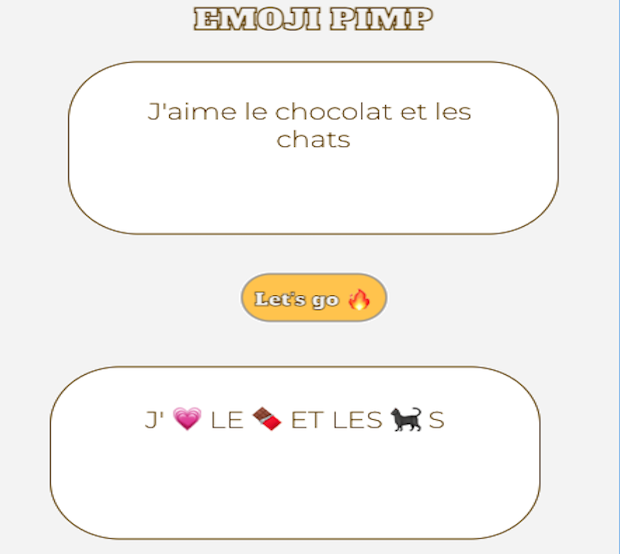 EMOJI PIMP
J'aime le chocolat et les
chats
Let's go 🔥
J' 💗 LE 🍫 ET LES 🐈‍⬛ S